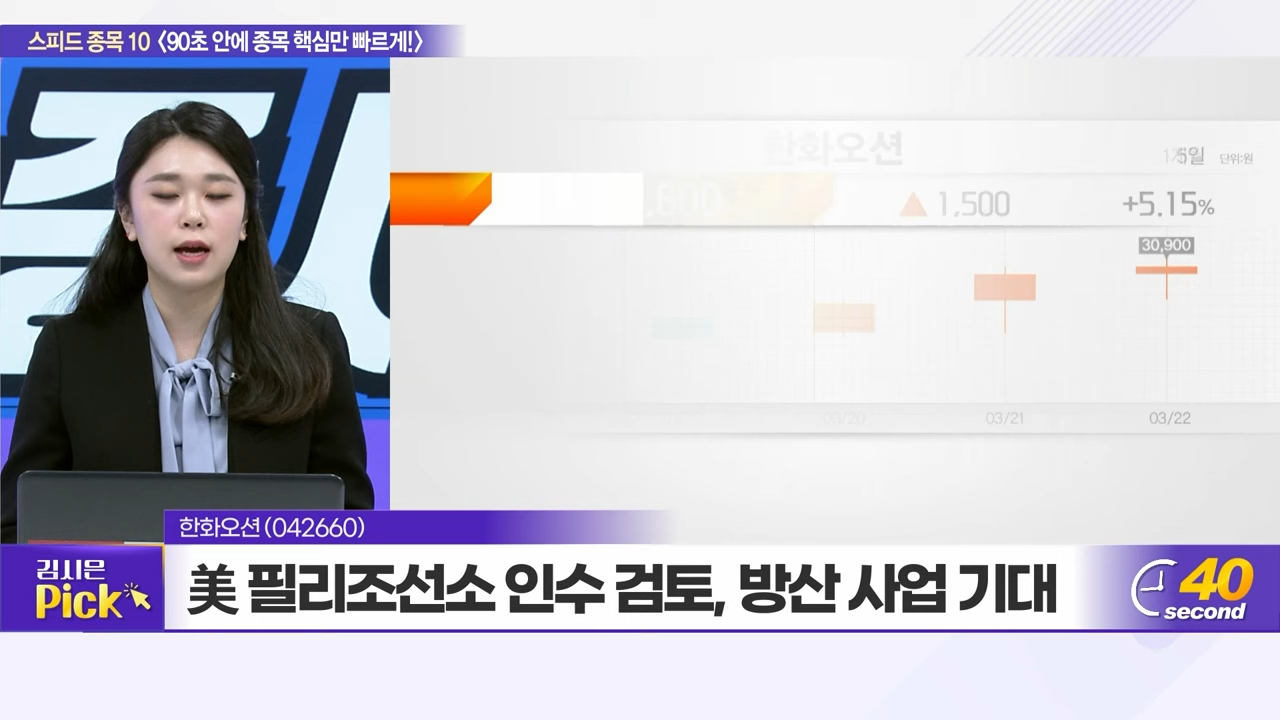 스피드 종목 10 〈90초 안에 종목 핵심만 빠르게!〉
한화오션
단위:원
▲ 1,500 +5.15%
30,900
03/20 03/21 03/22
한화오션(042660)
김시은
Pick
美 필리조선소 인수 검토, 방산 사업 기대
40
second